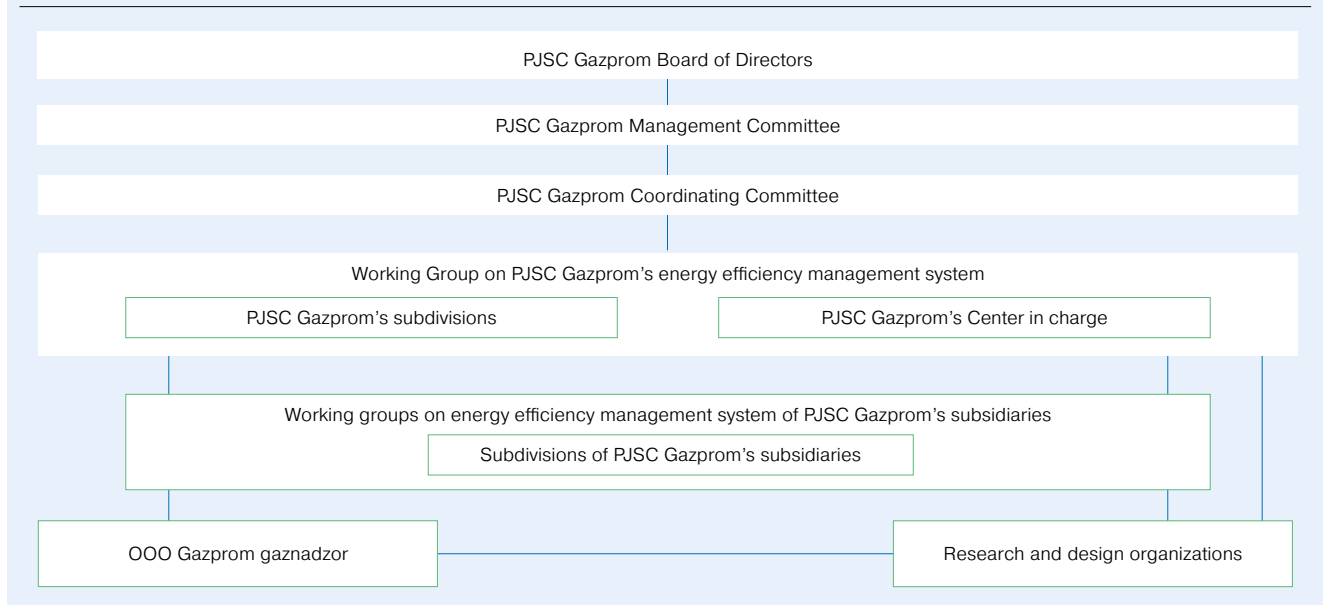 PJSC Gazprom Board of Directors
PJSC Gazprom Management Committee
PJSC Gazprom Coordinating Committee
Working Group on PJSC Gazprom’s energy efficiency management system
PJSC Gazprom’s subdivisions
PJSC Gazprom’s Center in charge
Working groups on energy efficiency management system of PJSC Gazprom’s subsidiaries
Subdivisions of PJSC Gazprom’s subsidiaries
OOO Gazprom gaznadzor
Research and design organizations